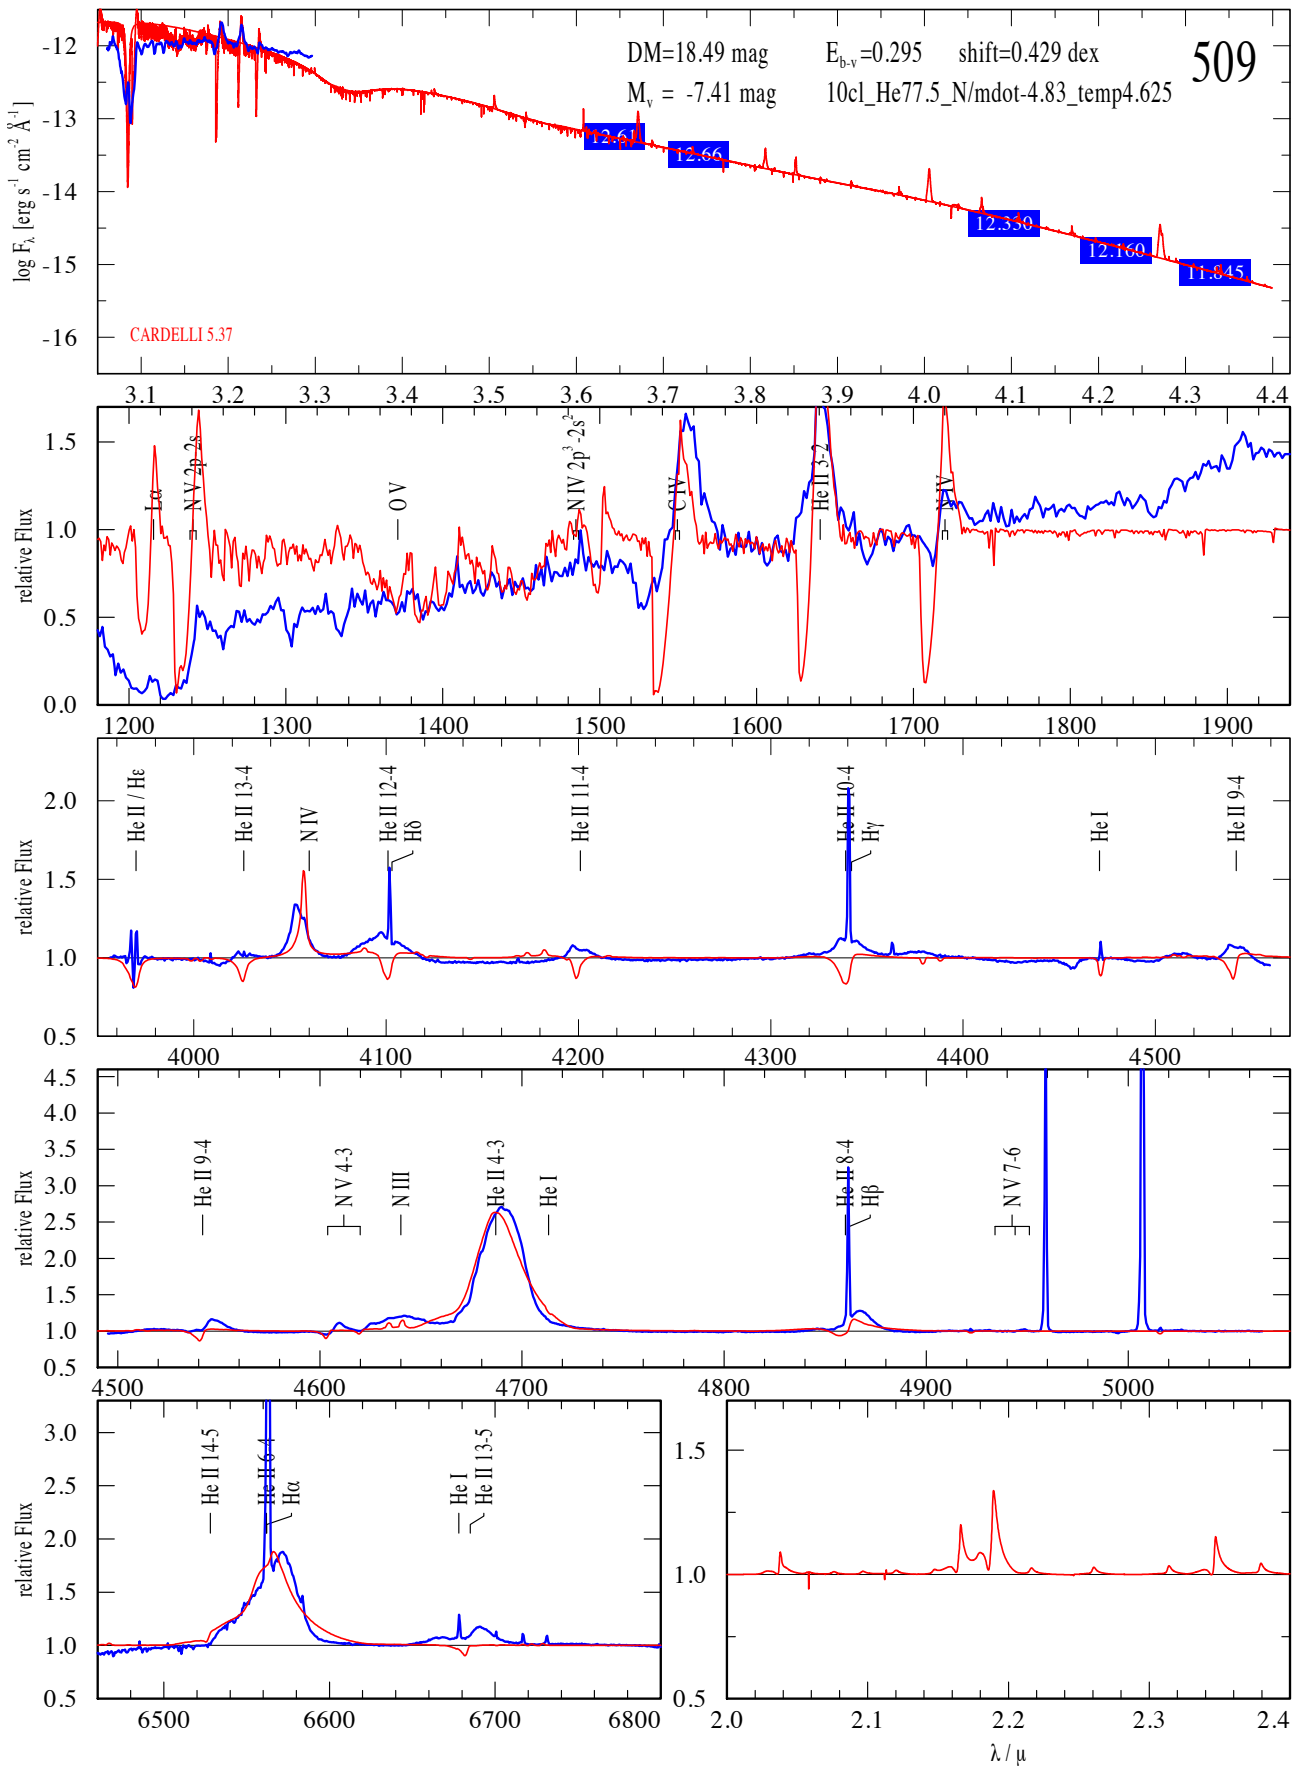 DM=18.49 mag E_b-v=0.295 shift=0.429 dex 509
M_v = -7.41 mag 10cl_He77.5_N/mdot-4.83_temp4.625
log F_λ [erg s⁻¹ cm⁻² Å⁻¹]
-12
-13
-14
-15
-16
12.61
12.66
12.330
12.160
11.845
CARDELLI 5.37
3.1 3.2 3.3 3.4 3.5 3.6 3.7 3.8 3.9 4.0 4.1 4.2 4.3 4.4
relative Flux
1.5
1.0
0.5
0.0
Lα
N V 2p-2s
O V
N IV 2p³-2s²
C IV
He II 3-2
N IV
1200 1300 1400 1500 1600 1700 1800 1900
relative Flux
2.0
1.5
1.0
0.5
He II / Hε
He II 13-4
N IV
He II 12-4
Hδ
He II 11-4
He II 10-4
Hγ
He I
He II 9-4
4000 4100 4200 4300 4400 4500
relative Flux
4.5
4.0
3.5
3.0
2.5
2.0
1.5
1.0
0.5
He II 9-4
N V 4-3
N III
He II 4-3
He I
He II 8-4
Hβ
N V 7-6
4500 4600 4700 4800 4900 5000
relative Flux
3.0
2.5
2.0
1.5
1.0
0.5
He II 14-5
He II 6-4
Hα
He I
He II 13-5
6500 6600 6700 6800
1.5
1.0
0.5
2.0 2.1 2.2 2.3 2.4
λ / μ